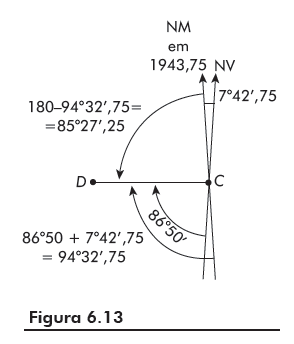 NM
em
1943,75 NV
7°42',75
180–94°32',75=
=85°27',25
D
C
86°50'
86°50 + 7°42',75
= 94°32',75
Figura 6.13